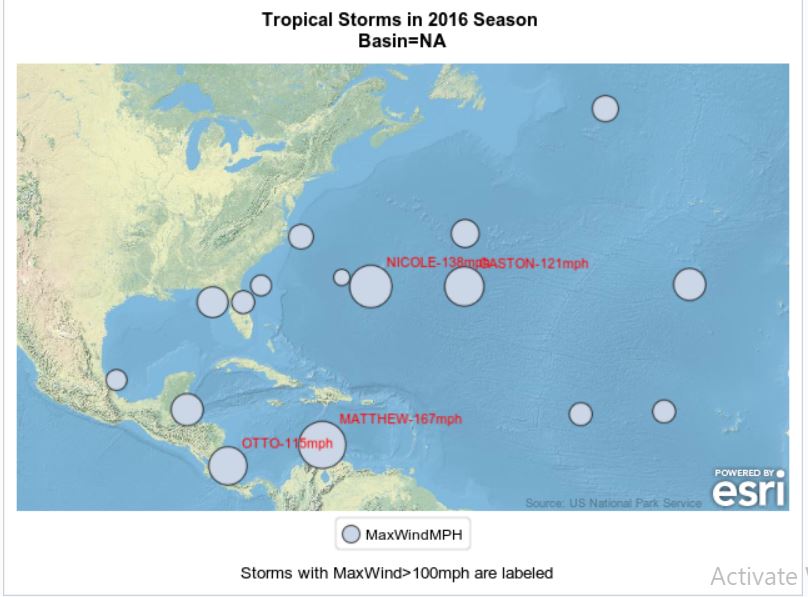 Tropical Storms in 2016 Season
Basin=NA
NICOLE-138mph
GASTON-121mph
MATTHEW-167mph
OTTO-115mph
POWERED BY
esri
Source: US National Park Service
MaxWindMPH
Storms with MaxWind>100mph are labeled
Activate